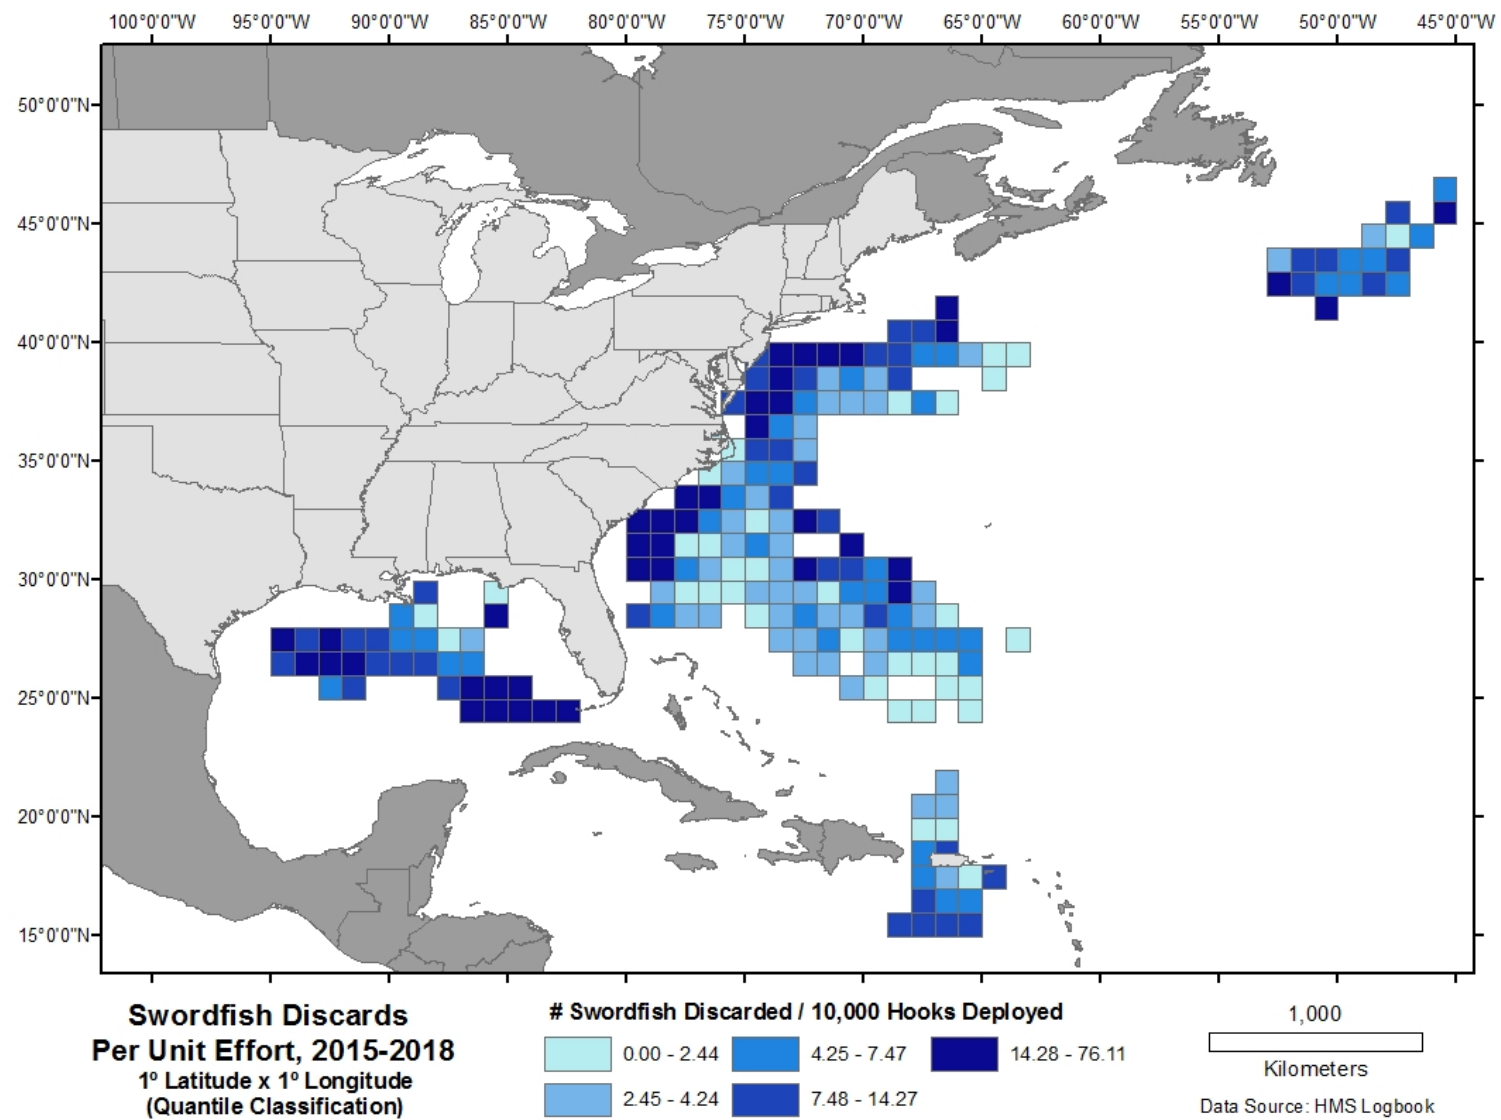 100°0'0"W 95°0'0"W 90°0'0"W 85°0'0"W 80°0'0"W 75°0'0"W 70°0'0"W 65°0'0"W 60°0'0"W 55°0'0"W 50°0'0"W 45°0'0"W
50°0'0"N
45°0'0"N
40°0'0"N
35°0'0"N
30°0'0"N
25°0'0"N
20°0'0"N
15°0'0"N
Swordfish Discards
Per Unit Effort, 2015-2018
1º Latitude x 1º Longitude
(Quantile Classification)
# Swordfish Discarded / 10,000 Hooks Deployed
0.00 - 2.44
4.25 - 7.47
14.28 - 76.11
2.45 - 4.24
7.48 - 14.27
1,000
Kilometers
Data Source: HMS Logbook